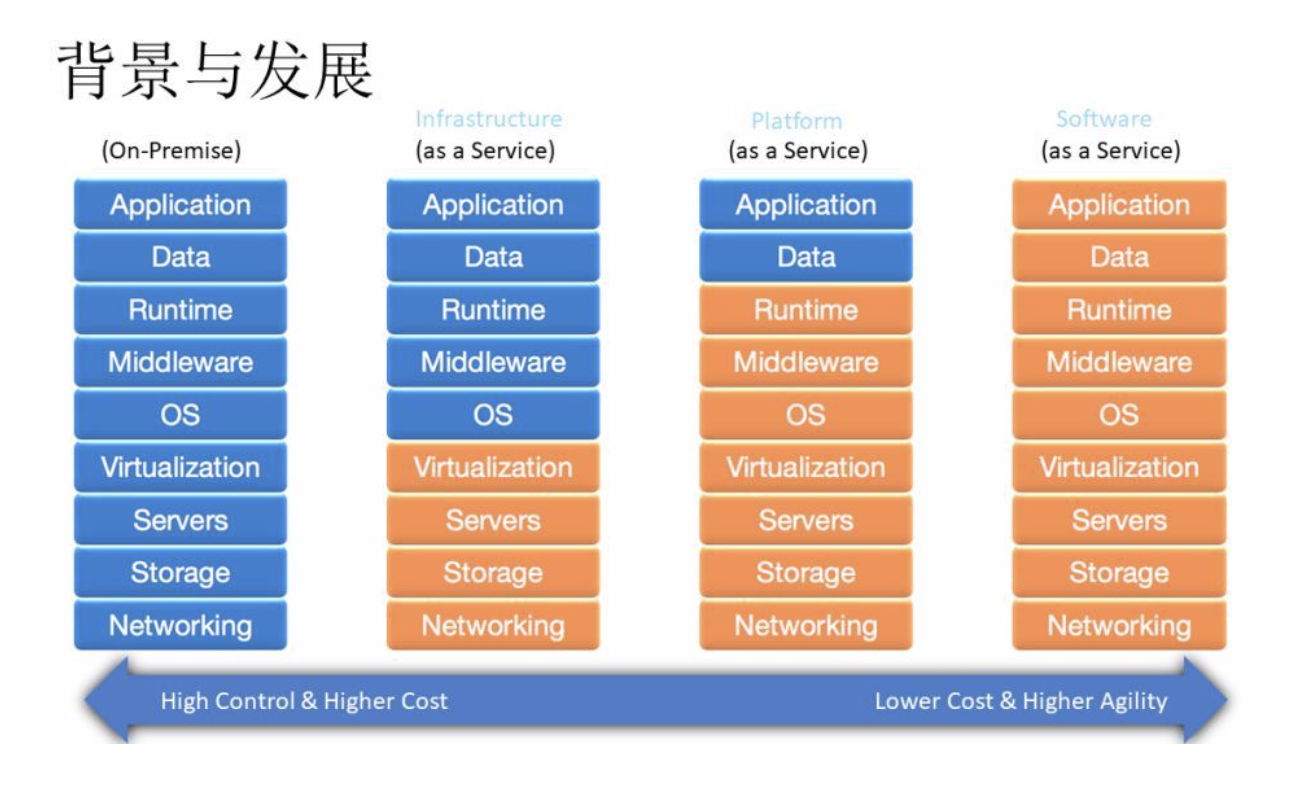 背景与发展
(On-Premise)
Application
Data
Runtime
Middleware
OS
Virtualization
Servers
Storage
Networking
Infrastructure
(as a Service)
Application
Data
Runtime
Middleware
OS
Virtualization
Servers
Storage
Networking
Platform
(as a Service)
Application
Data
Runtime
Middleware
OS
Virtualization
Servers
Storage
Networking
Software
(as a Service)
Application
Data
Runtime
Middleware
OS
Virtualization
Servers
Storage
Networking
High Control & Higher Cost
Lower Cost & Higher Agility